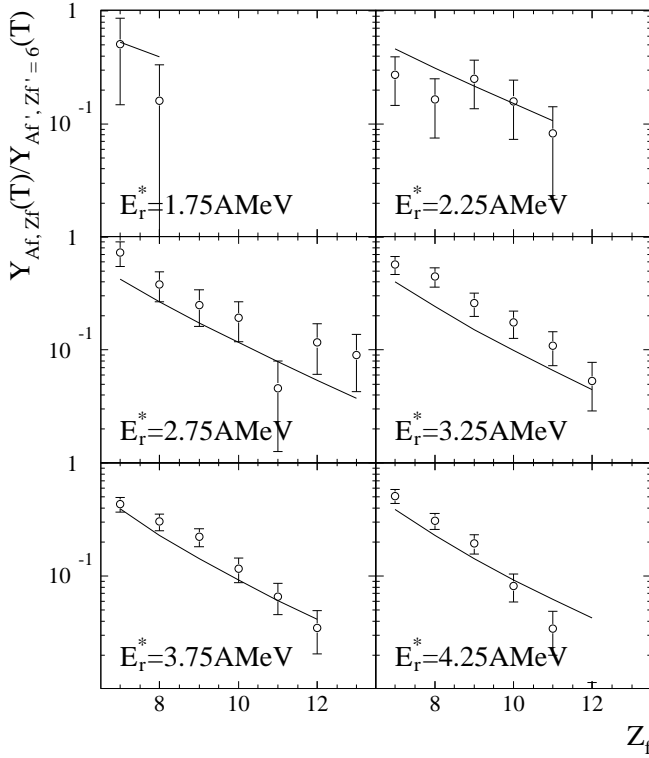 Y_{Af, Zf}(T)/Y_{Af', Zf' = 6}(T)
1
10^{-1}
E_r^*=1.75AMeV
E_r^*=2.25AMeV
1
10^{-1}
E_r^*=2.75AMeV
E_r^*=3.25AMeV
1
10^{-1}
E_r^*=3.75AMeV
E_r^*=4.25AMeV
8 10 12 8 10 12
Z_f